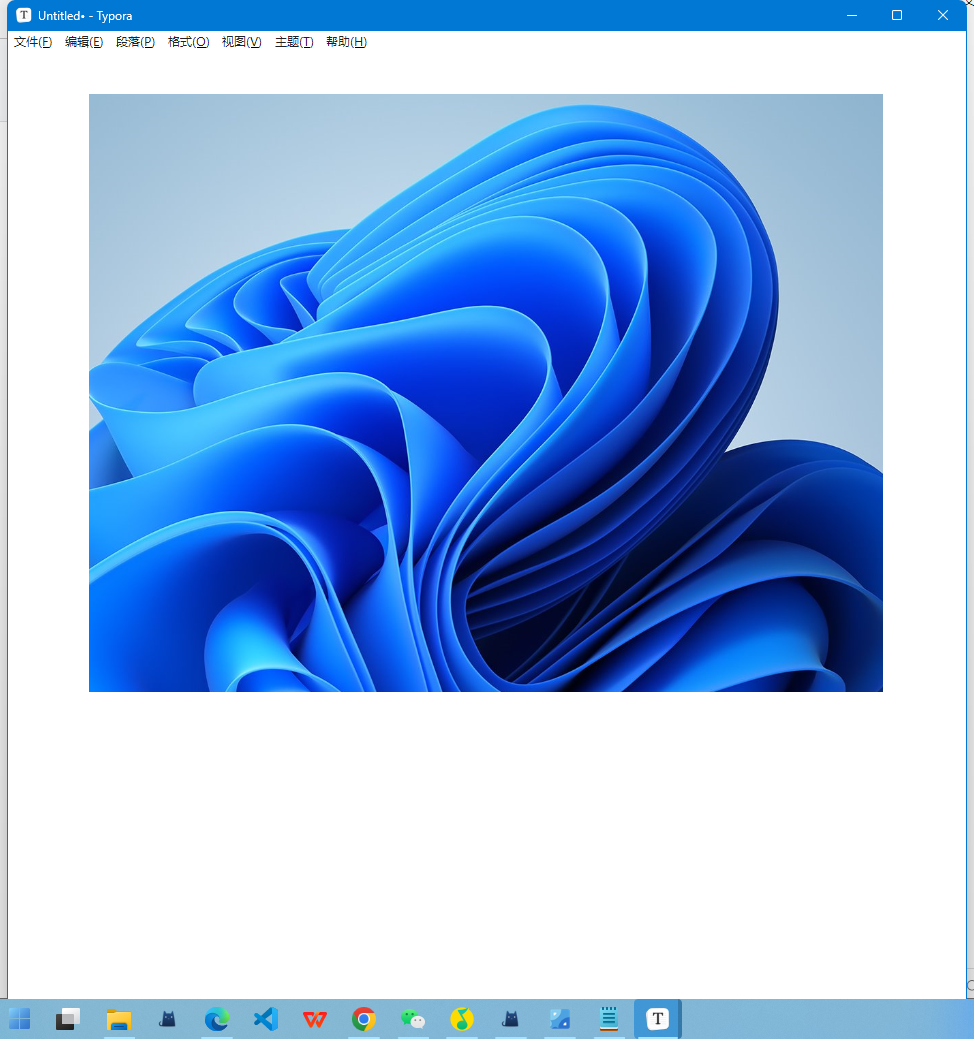 Untitled• - Typora
文件(F) 编辑(E) 段落(P) 格式(O) 视图(V) 主题(T) 帮助(H)